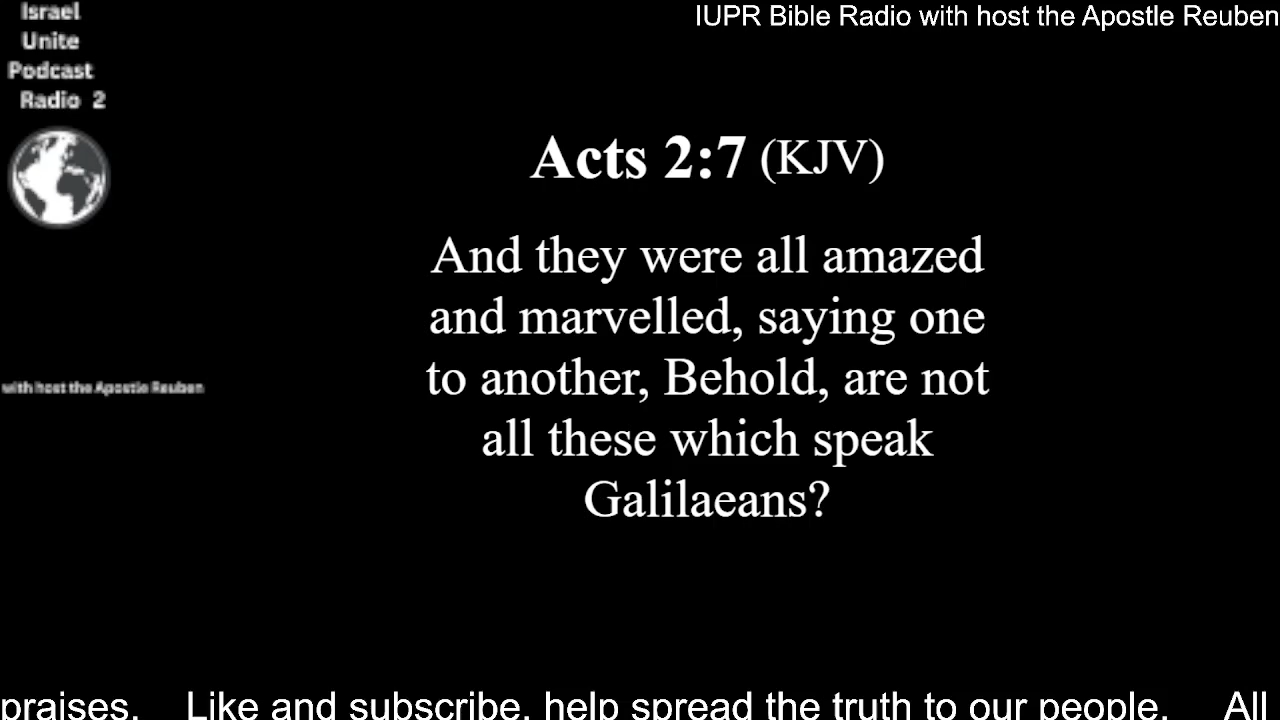 Israel
Unite
Podcast
Radio 2
IUPR Bible Radio with host the Apostle Reuben
Acts 2:7 (KJV)
And they were all amazed
and marvelled, saying one
to another, Behold, are not
all these which speak
Galilaeans?
with host the Apostle Reuben
praises. Like and subscribe, help spread the truth to our people. All